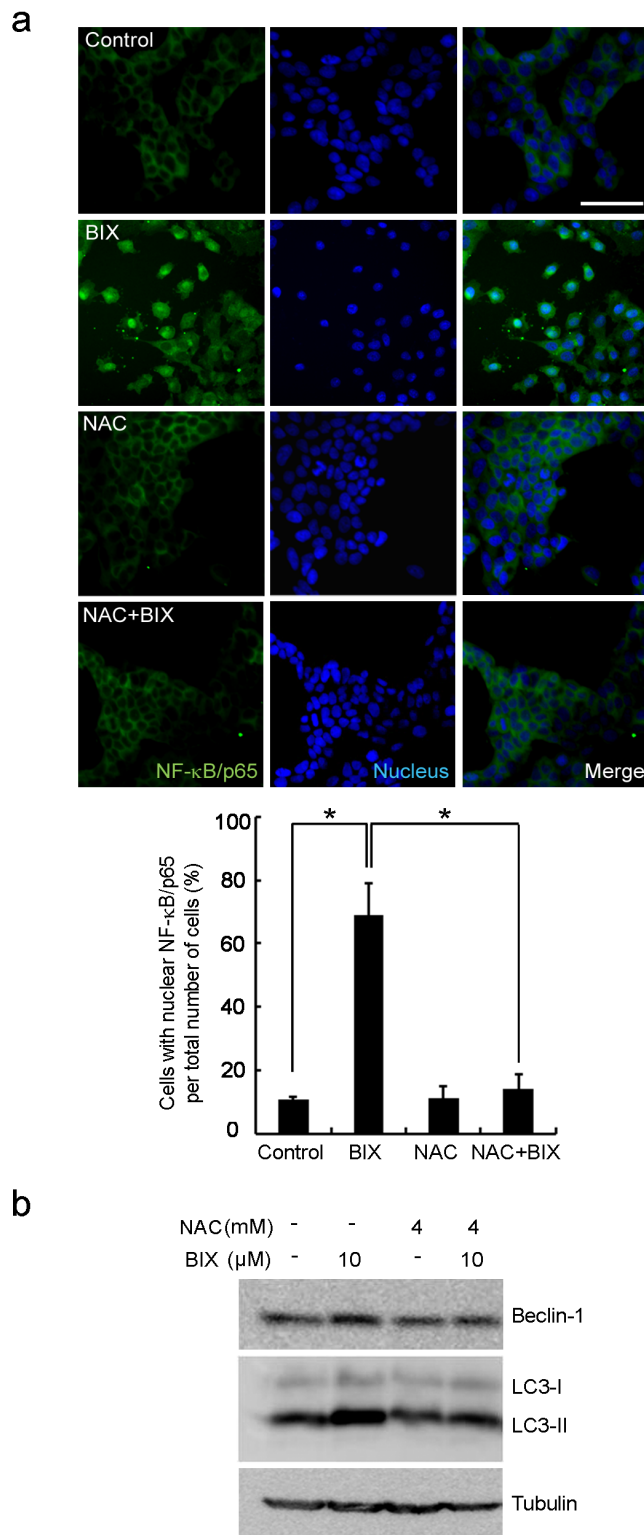 a
Control
BIX
NAC
NAC+BIX
NF-κB/p65
Nucleus
Merge
Cells with nuclear NF-κB/p65
per total number of cells (%)
100
80
60
40
20
0
*
*
Control BIX NAC NAC+BIX
b
NAC(mM) - - 4 4
BIX (µM) - 10 - 10
Beclin-1
LC3-I
LC3-II
Tubulin